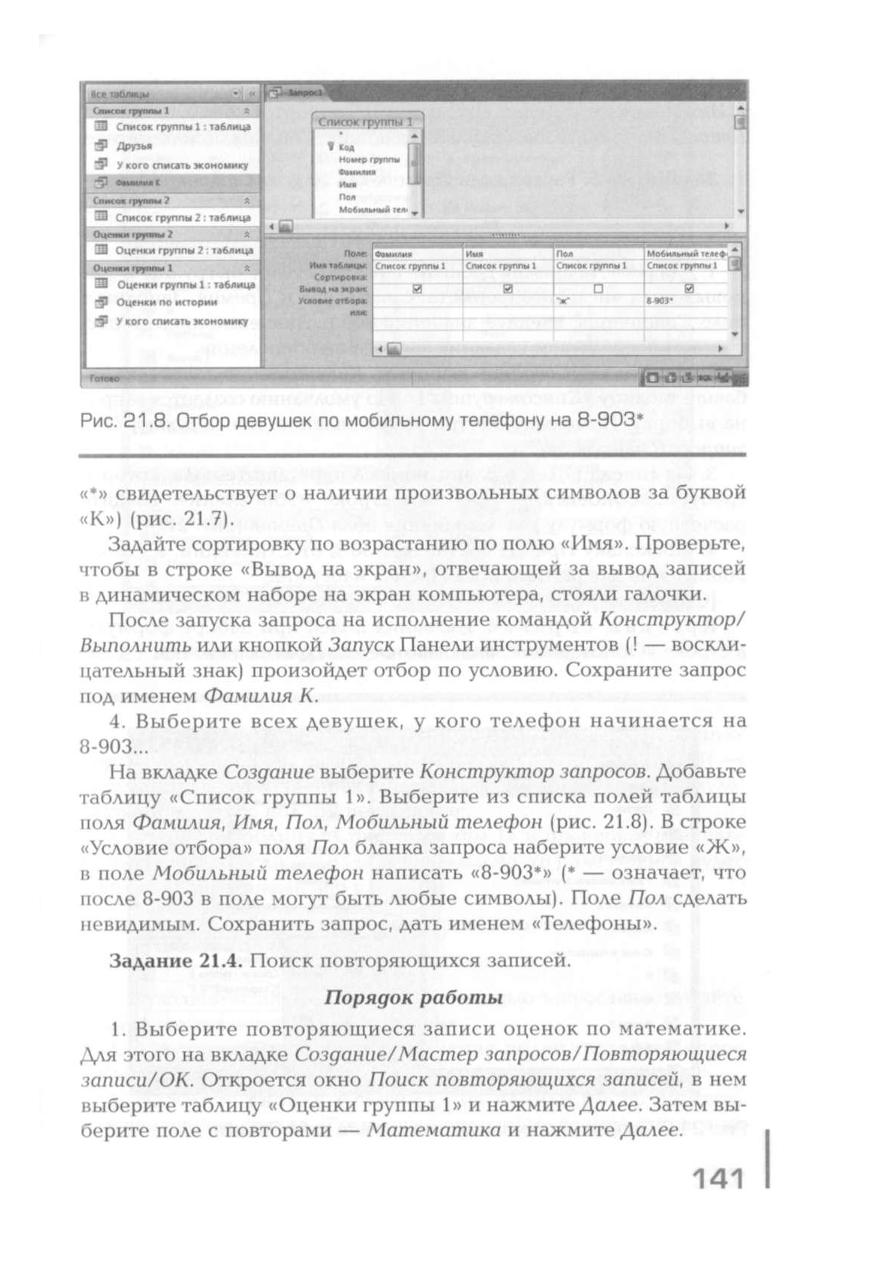 Все таблицы
Список группы 1
Список группы 1 : таблица
Друзья
У кого списать экономику
Фамилия К
Список группы 2
Список группы 2 : таблица
Оценки группы 2
Оценки группы 2 : таблица
Оценки группы 1
Оценки группы 1 : таблица
Оценки по истории
У кого списать экономику
Запрос1
Список группы 1
*
Код
Номер группы
Фамилия
Имя
Пол
Мобильный тел
Поле: Фамилия Имя Пол Мобильный телеф
Имя таблицы: Список группы 1 Список группы 1 Список группы 1 Список группы 1
Сортировка:
Вывод на экран:
Условие отбора: "ж" 8-903*
или:
Готово
Рис. 21.8. Отбор девушек по мобильному телефону на 8-903*
«*» свидетельствует о наличии произвольных символов за буквой
«К») (рис. 21.7).
Задайте сортировку по возрастанию по полю «Имя». Проверьте,
чтобы в строке «Вывод на экран», отвечающей за вывод записей
в динамическом наборе на экран компьютера, стояли галочки.
После запуска запроса на исполнение командой Конструктор/
Выполнить или кнопкой Запуск Панели инструментов (! — воскли-
цательный знак) произойдет отбор по условию. Сохраните запрос
под именем Фамилия К.
4. Выберите всех девушек, у кого телефон начинается на
8-903...
На вкладке Создание выберите Конструктор запросов. Добавьте
таблицу «Список группы 1». Выберите из списка полей таблицы
поля Фамилия, Имя, Пол, Мобильный телефон (рис. 21.8). В строке
«Условие отбора» поля Пол бланка запроса наберите условие «Ж»,
в поле Мобильный телефон написать «8-903*» (* — означает, что
после 8-903 в поле могут быть любые символы). Поле Пол сделать
невидимым. Сохранить запрос, дать именем «Телефоны».
Задание 21.4. Поиск повторяющихся записей.
Порядок работы
1. Выберите повторяющиеся записи оценок по математике.
Для этого на вкладке Создание/Мастер запросов/Повторяющиеся
записи/ОК. Откроется окно Поиск повторяющихся записей, в нем
выберите таблицу «Оценки группы 1» и нажмите Далее. Затем вы-
берите поле с повторами — Математика и нажмите Далее.
141